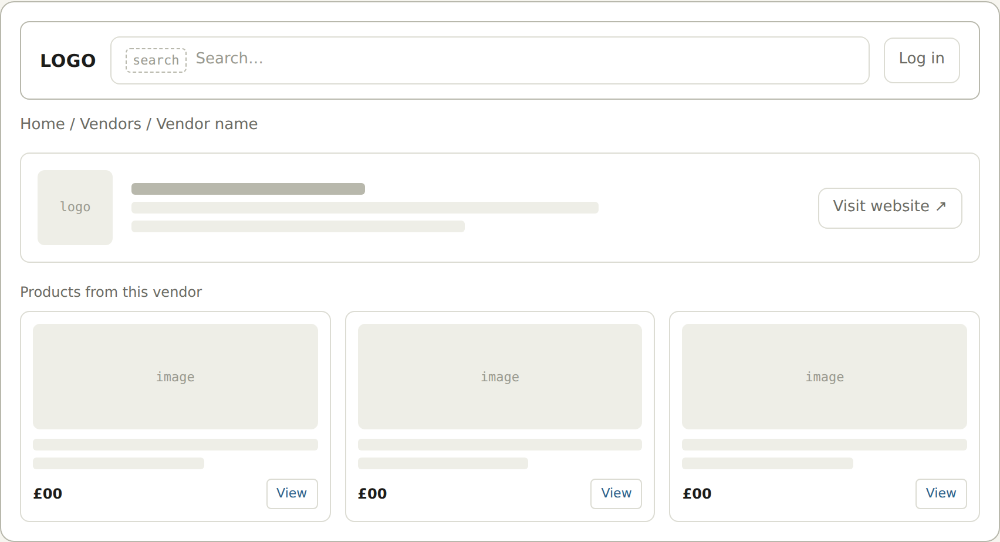 LOGO
search
Search...
Log in
Home / Vendors / Vendor name
logo
Visit website ↗
Products from this vendor
image
image
image
£00
View
£00
View
£00
View